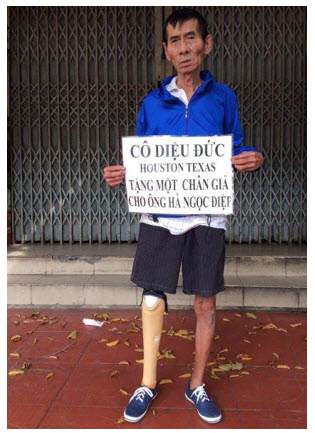 CÔ DIỆU ĐỨC
HOUSTON TEXAS
TẶNG MỘT CHÂN GIẢ
CHO ÔNG HÀ NGỌC ĐIỆP